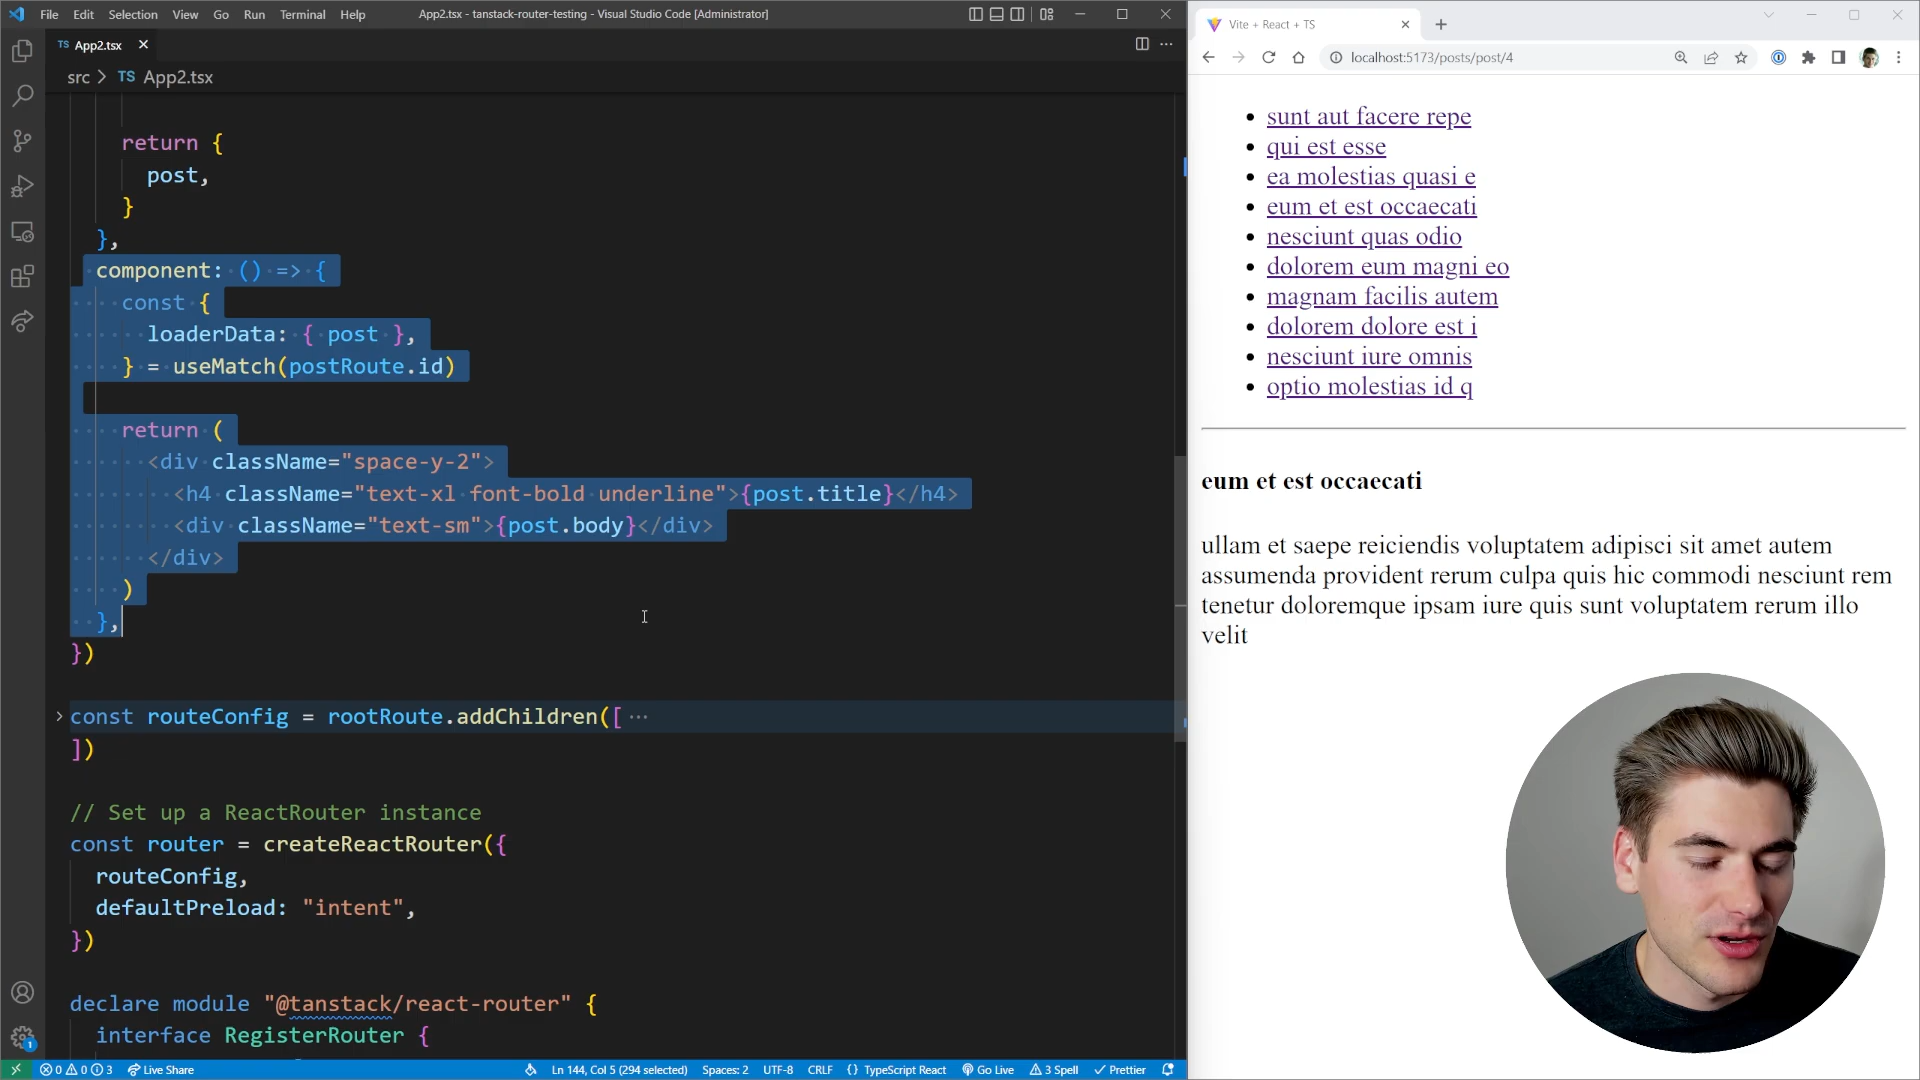 File Edit Selection View Go Run Terminal Help
App2.tsx - tanstack-router-testing - Visual Studio Code [Administrator]
TS App2.tsx
src > TS App2.tsx
return {
post,
}
},
component: () => {
const {
loaderData: { post },
} = useMatch(postRoute.id)
return (
<div className="space-y-2">
<h4 className="text-xl font-bold underline">{post.title}</h4>
<div className="text-sm">{post.body}</div>
</div>
)
},
})
const routeConfig = rootRoute.addChildren([ ···
])
// Set up a ReactRouter instance
const router = createReactRouter({
routeConfig,
defaultPreload: "intent",
})
declare module "@tanstack/react-router" {
interface RegisterRouter {
1
0 0 3 Live Share
Ln 144, Col 5 (294 selected) Spaces: 2 UTF-8 CRLF {} TypeScript React Go Live 3 Spell Prettier
Vite + React + TS
localhost:5173/posts/post/4
sunt aut facere repe
qui est esse
ea molestias quasi e
eum et est occaecati
nesciunt quas odio
dolorem eum magni eo
magnam facilis autem
dolorem dolore est i
nesciunt iure omnis
optio molestias id q
eum et est occaecati
ullam et saepe reiciendis voluptatem adipisci sit amet autem
assumenda provident rerum culpa quis hic commodi nesciunt rem
tenetur doloremque ipsam iure quis sunt voluptatem rerum illo
velit